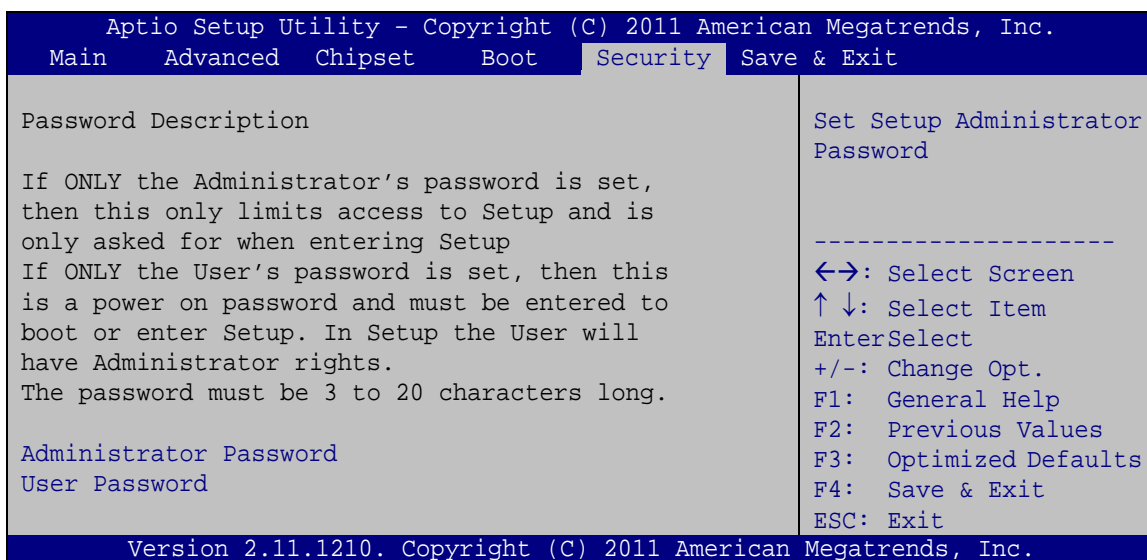 Aptio Setup Utility – Copyright (C) 2011 American Megatrends, Inc.
Main Advanced Chipset Boot Security Save & Exit
Password Description
If ONLY the Administrator's password is set,
then this only limits access to Setup and is
only asked for when entering Setup
If ONLY the User's password is set, then this
is a power on password and must be entered to
boot or enter Setup. In Setup the User will
have Administrator rights.
The password must be 3 to 20 characters long.
Administrator Password
User Password
Set Setup Administrator
Password
---------------------
←→: Select Screen
↑ ↓: Select Item
EnterSelect
+/-: Change Opt.
F1: General Help
F2: Previous Values
F3: Optimized Defaults
F4: Save & Exit
ESC: Exit
Version 2.11.1210. Copyright (C) 2011 American Megatrends, Inc.